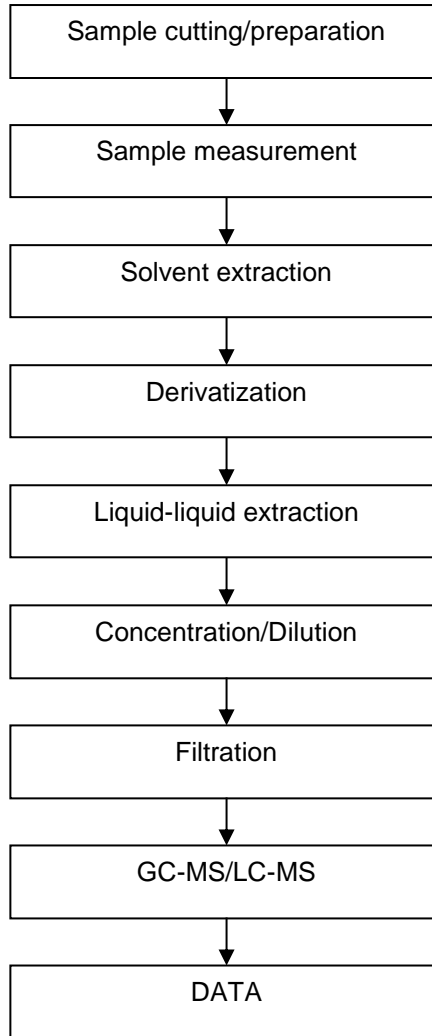 Sample cutting/preparation
Sample measurement
Solvent extraction
Derivatization
Liquid-liquid extraction
Concentration/Dilution
Filtration
GC-MS/LC-MS
DATA